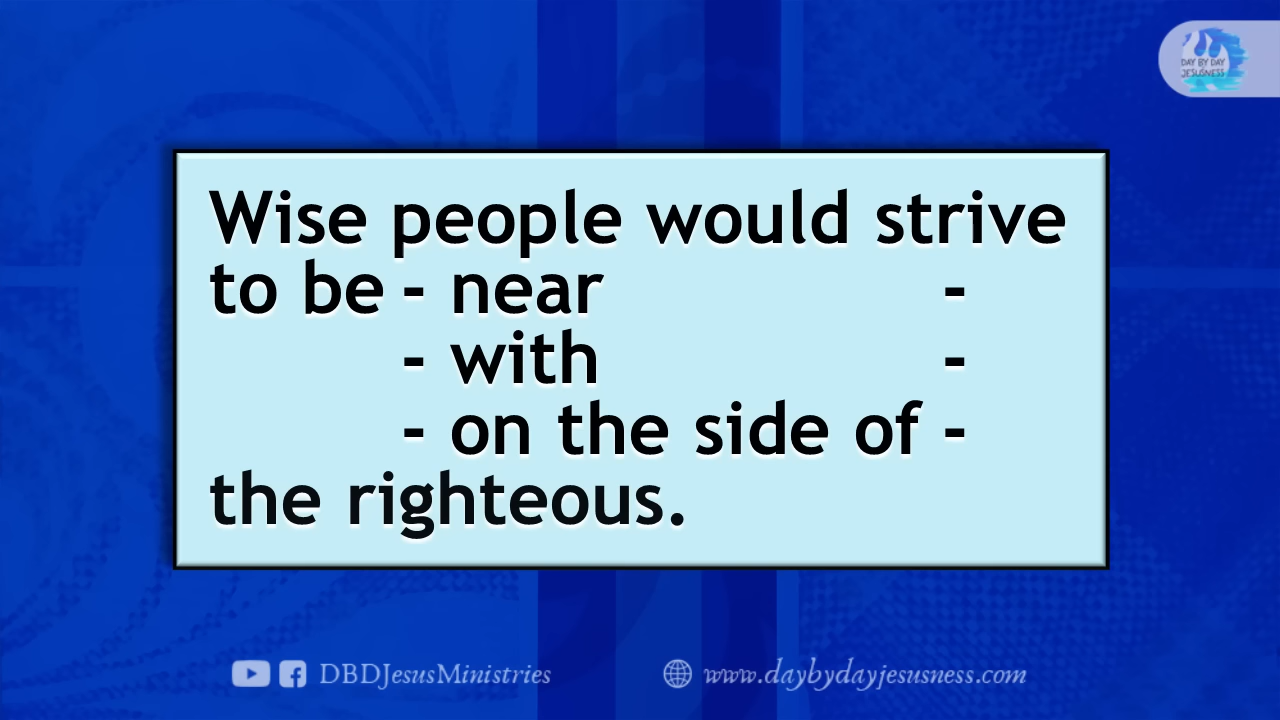 DAY BY DAY
JESUSNESS
Wise people would strive
to be - near -
- with -
- on the side of -
the righteous.
DBDJesusMinistries
www.daybydayjesusness.com